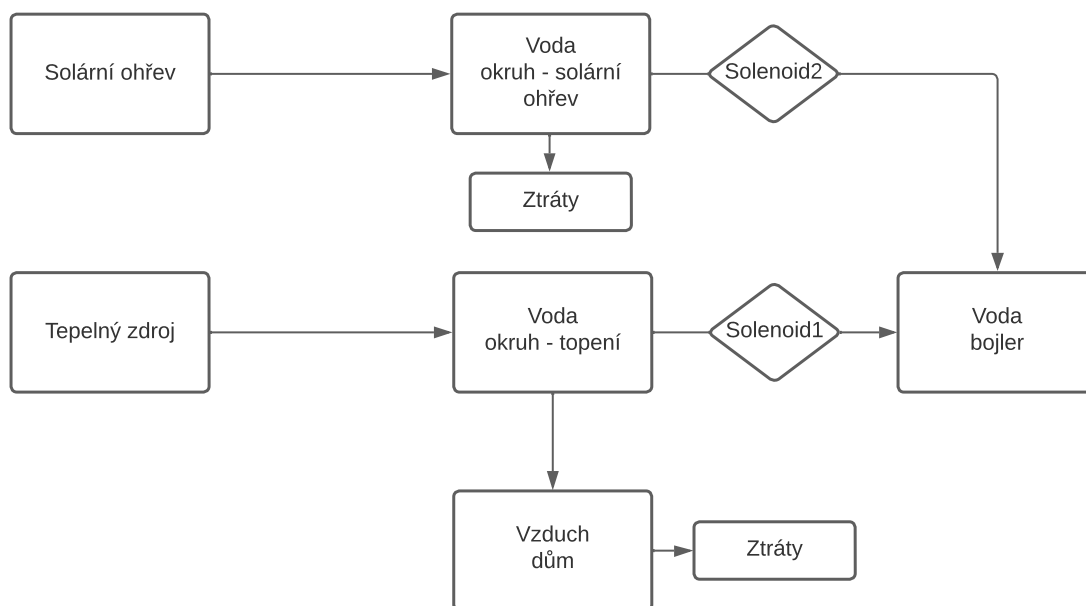 Solární ohřev
Voda
okruh - solární
ohřev
Solenoid2
Ztráty
Tepelný zdroj
Voda
okruh - topení
Solenoid1
Voda
bojler
Vzduch
dům
Ztráty